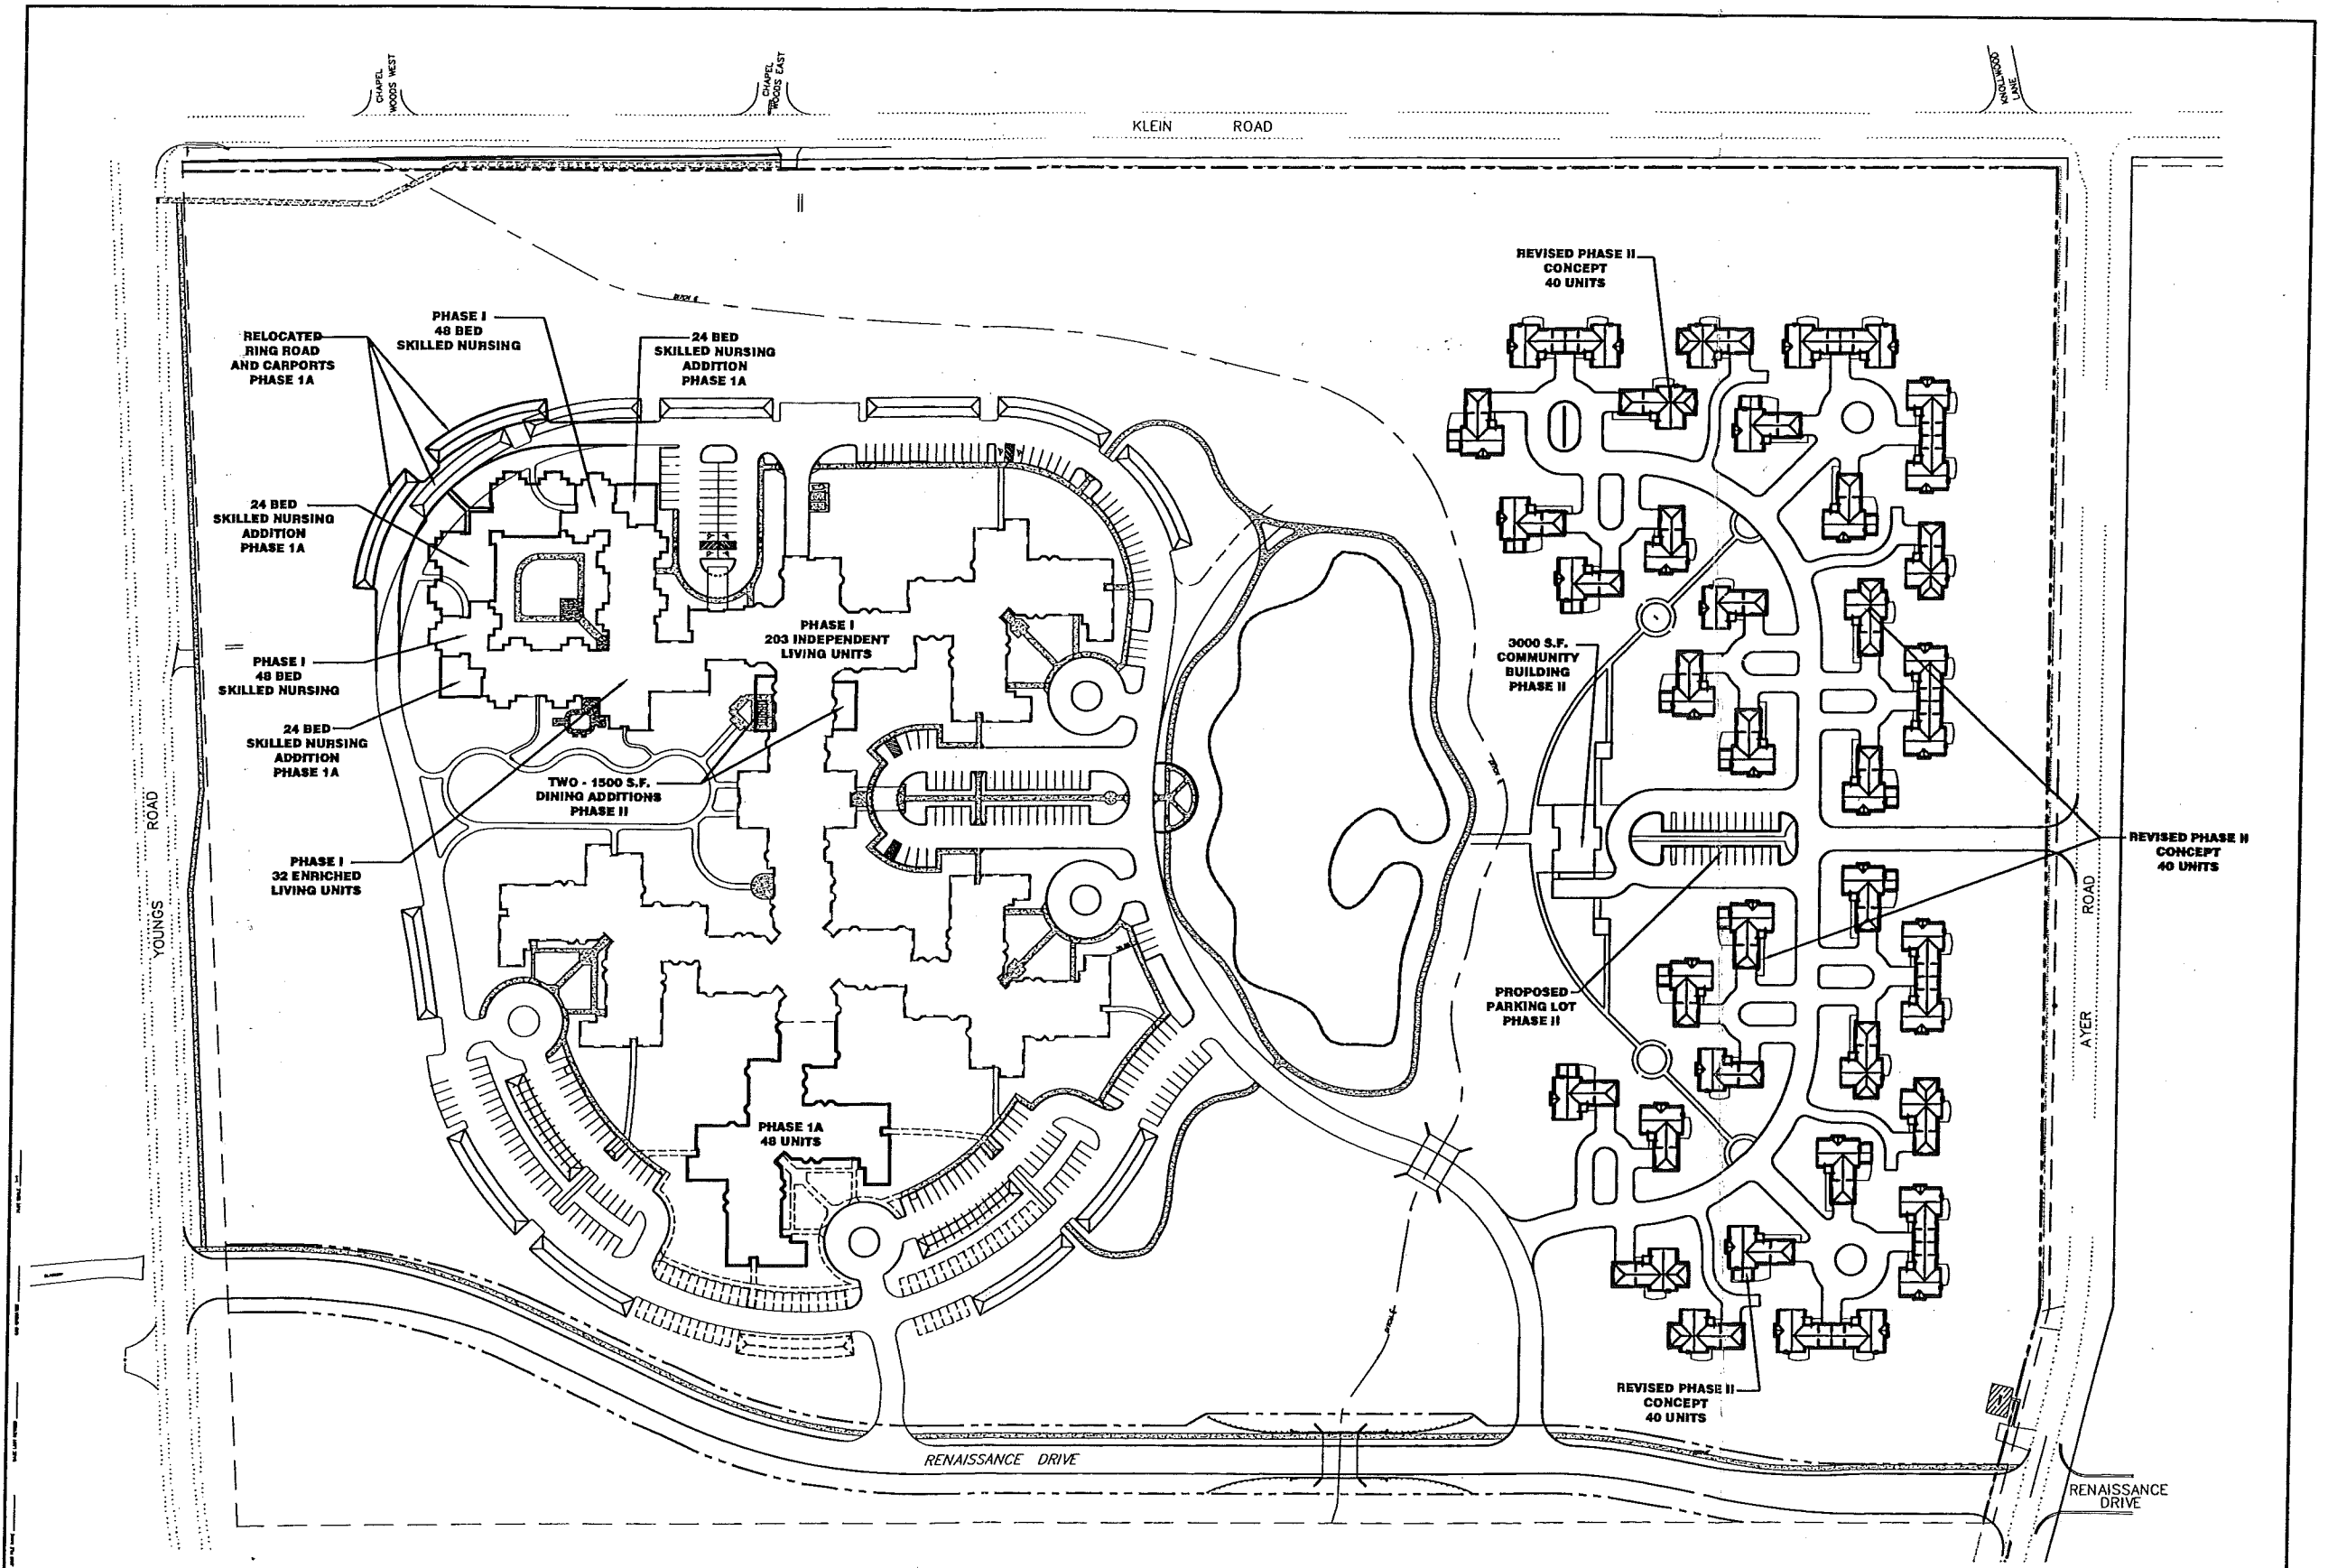 CHAPEL
WOODS WEST
CHAPEL
WOODS EAST
KNOLLWOOD
LANE
KLEIN ROAD
REVISED PHASE II
CONCEPT
40 UNITS
PHASE I
48 BED
SKILLED NURSING
RELOCATED
RING ROAD
AND CARPORTS
PHASE 1A
24 BED
SKILLED NURSING
ADDITION
PHASE 1A
24 BED
SKILLED NURSING
ADDITION
PHASE 1A
PHASE I
203 INDEPENDENT
LIVING UNITS
3000 S.F.
COMMUNITY
BUILDING
PHASE II
PHASE I
48 BED
SKILLED NURSING
24 BED
SKILLED NURSING
ADDITION
PHASE 1A
TWO - 1500 S.F.
DINING ADDITIONS
PHASE II
YOUNGS ROAD
REVISED PHASE II
CONCEPT
40 UNITS
PHASE I
32 ENRICHED
LIVING UNITS
AYER ROAD
PROPOSED
PARKING LOT
PHASE II
PHASE 1A
48 UNITS
REVISED PHASE II
CONCEPT
40 UNITS
RENAISSANCE DRIVE
RENAISSANCE
DRIVE